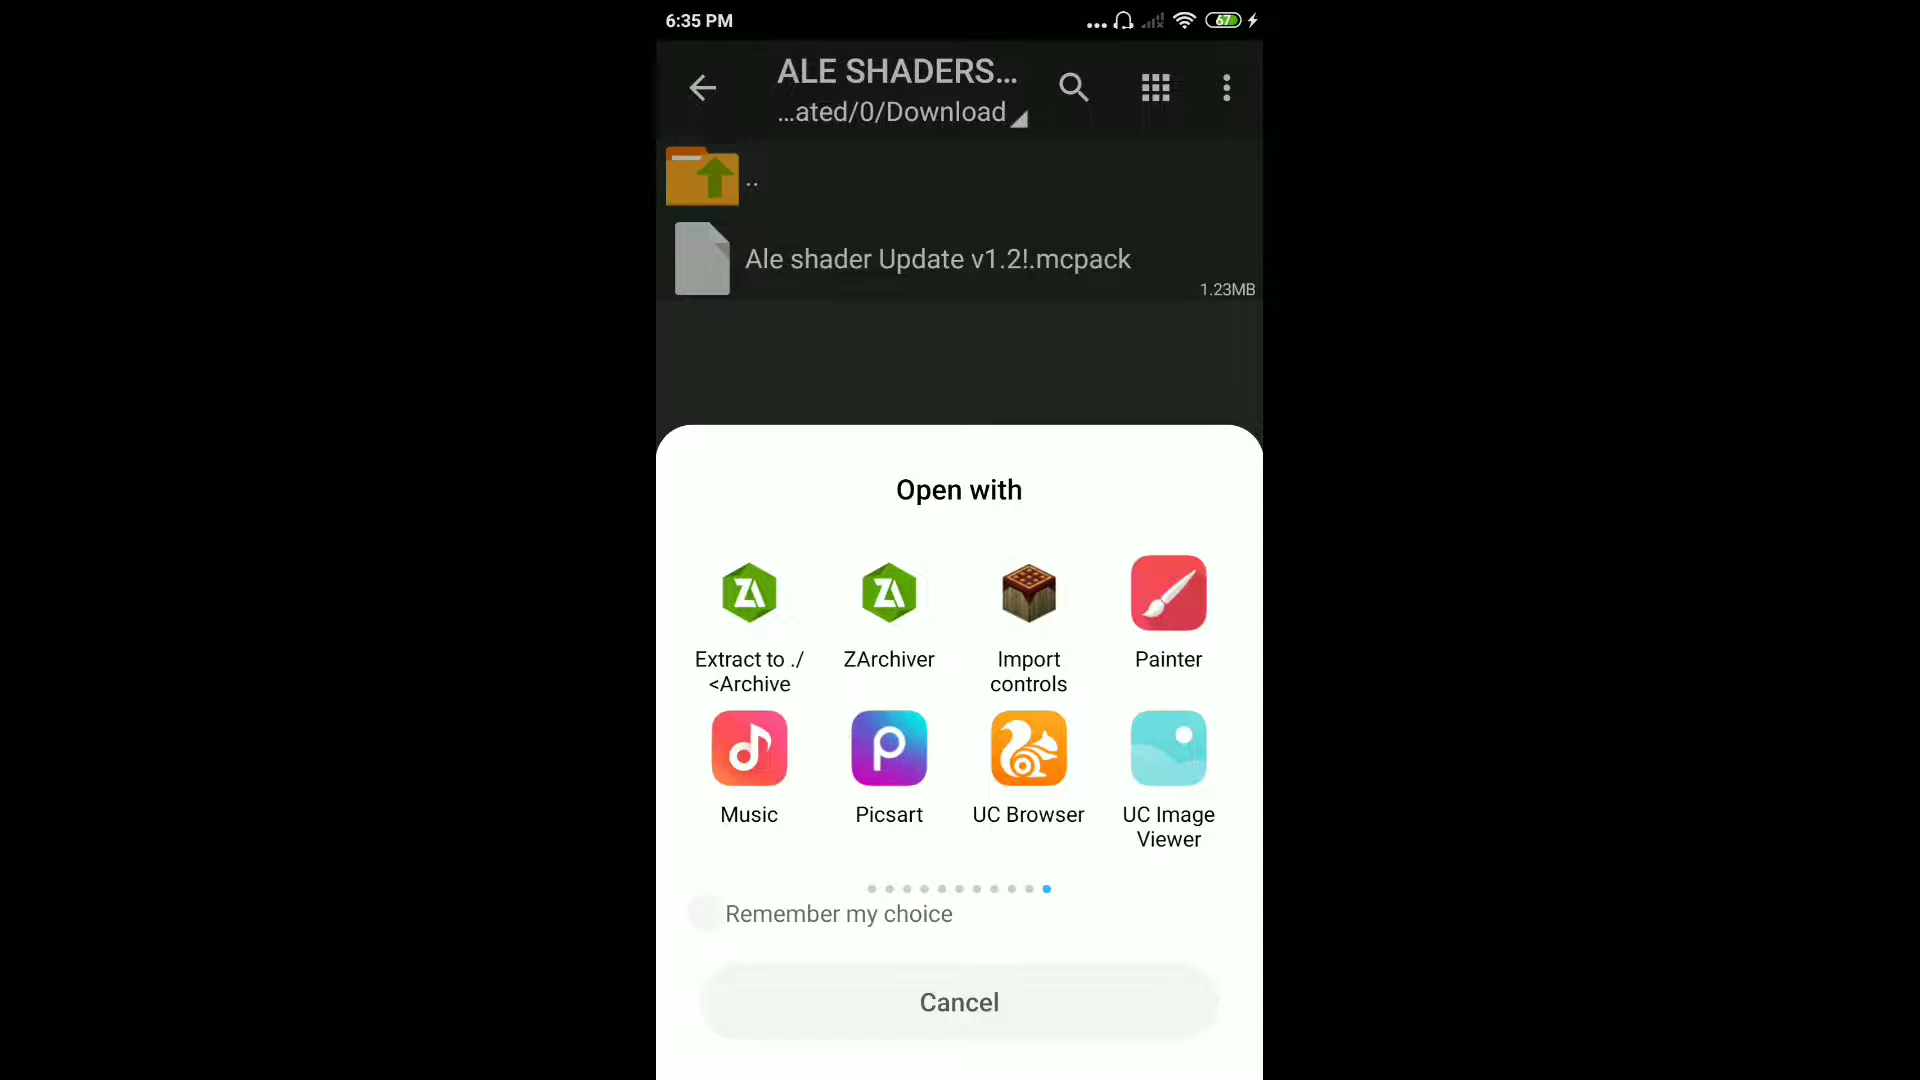 6:35 PM
67
ALE SHADERS...
...ated/0/Download
..
Ale shader Update v1.2!.mcpack
1.23MB
Open with
Extract to ./
<Archive
ZArchiver
Import
controls
Painter
Music
Picsart
UC Browser
UC Image
Viewer
Remember my choice
Cancel